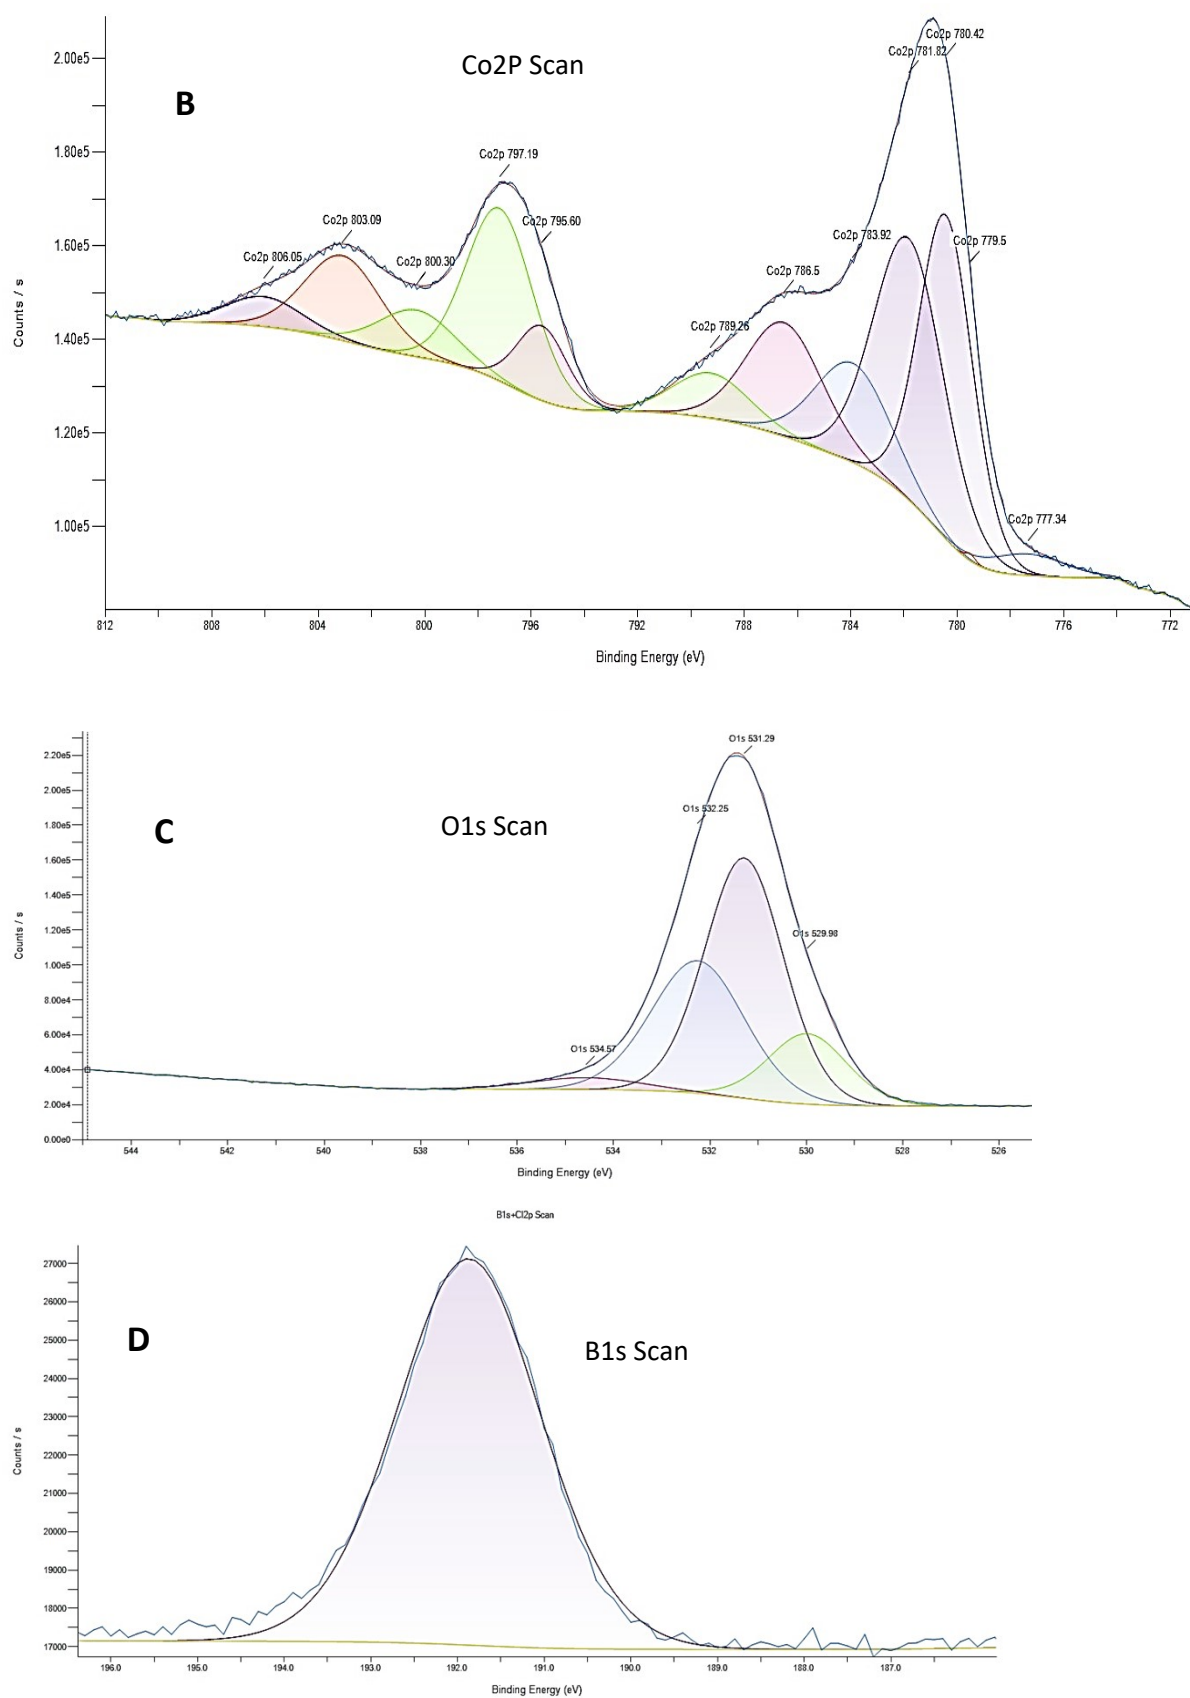 Co2p 780.42
Co2p 781.82
2.00e5
Co2P Scan
B
1.80e5
Co2p 797.19
Co2p 803.09
Co2p 795.60
Co2p 783.92
Co2p 779.5
1.60e5
Co2p 806.05
Co2p 800.30
Co2p 786.5
Counts / s
1.40e5
Co2p 789.26
1.20e5
1.00e5
Co2p 777.34
812 808 804 800 796 792 788 784 780 776 772
Binding Energy (eV)
O1s 531.29
2.20e5
2.00e5
O1s 532.25
1.80e5
C
O1s Scan
1.60e5
1.40e5
1.20e5
O1s 529.98
Counts / s
1.00e5
8.00e4
6.00e4
O1s 534.57
4.00e4
2.00e4
0.00e0
544 542 540 538 536 534 532 530 528 526
Binding Energy (eV)
B1s+Cl2p Scan
27000
26000
D
B1s Scan
25000
24000
23000
Counts / s
22000
21000
20000
19000
18000
17000
196.0 195.0 194.0 193.0 192.0 191.0 190.0 189.0 188.0 187.0
Binding Energy (eV)